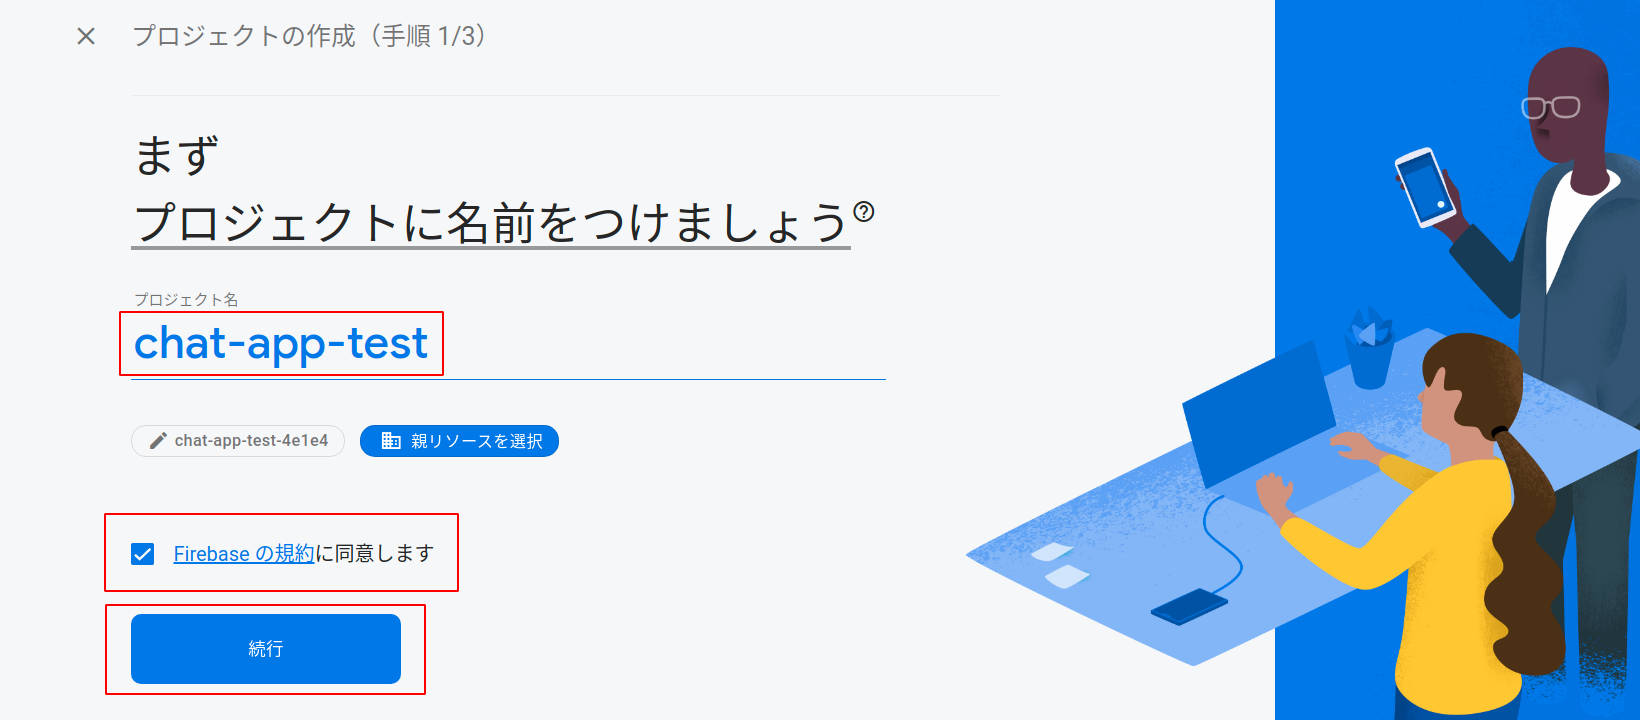 プロジェクトの作成（手順 1/3）
まず
プロジェクトに名前をつけましょう
プロジェクト名
chat-app-test
chat-app-test-4e1e4 親リソースを選択
Firebase の規約に同意します
続行